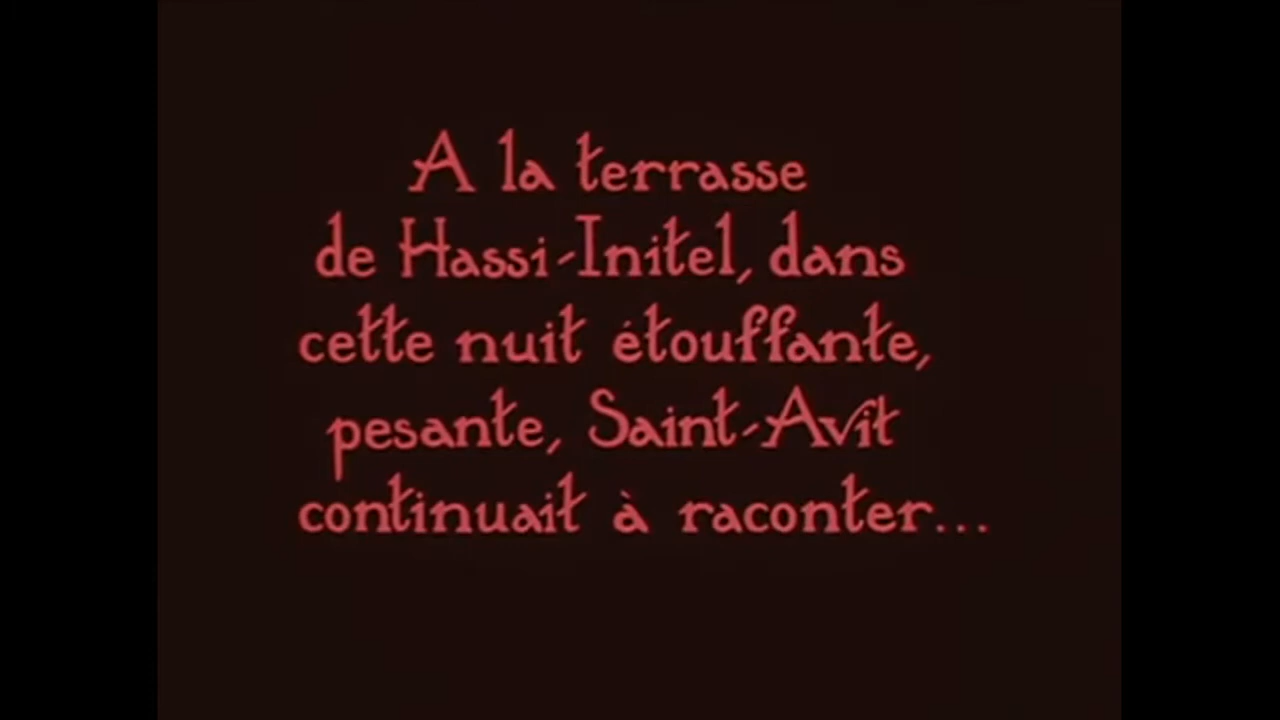 A la terrasse
de Hassi-Initel, dans
cette nuit étouffante,
pesante, Saint-Avit
continuait à raconter...